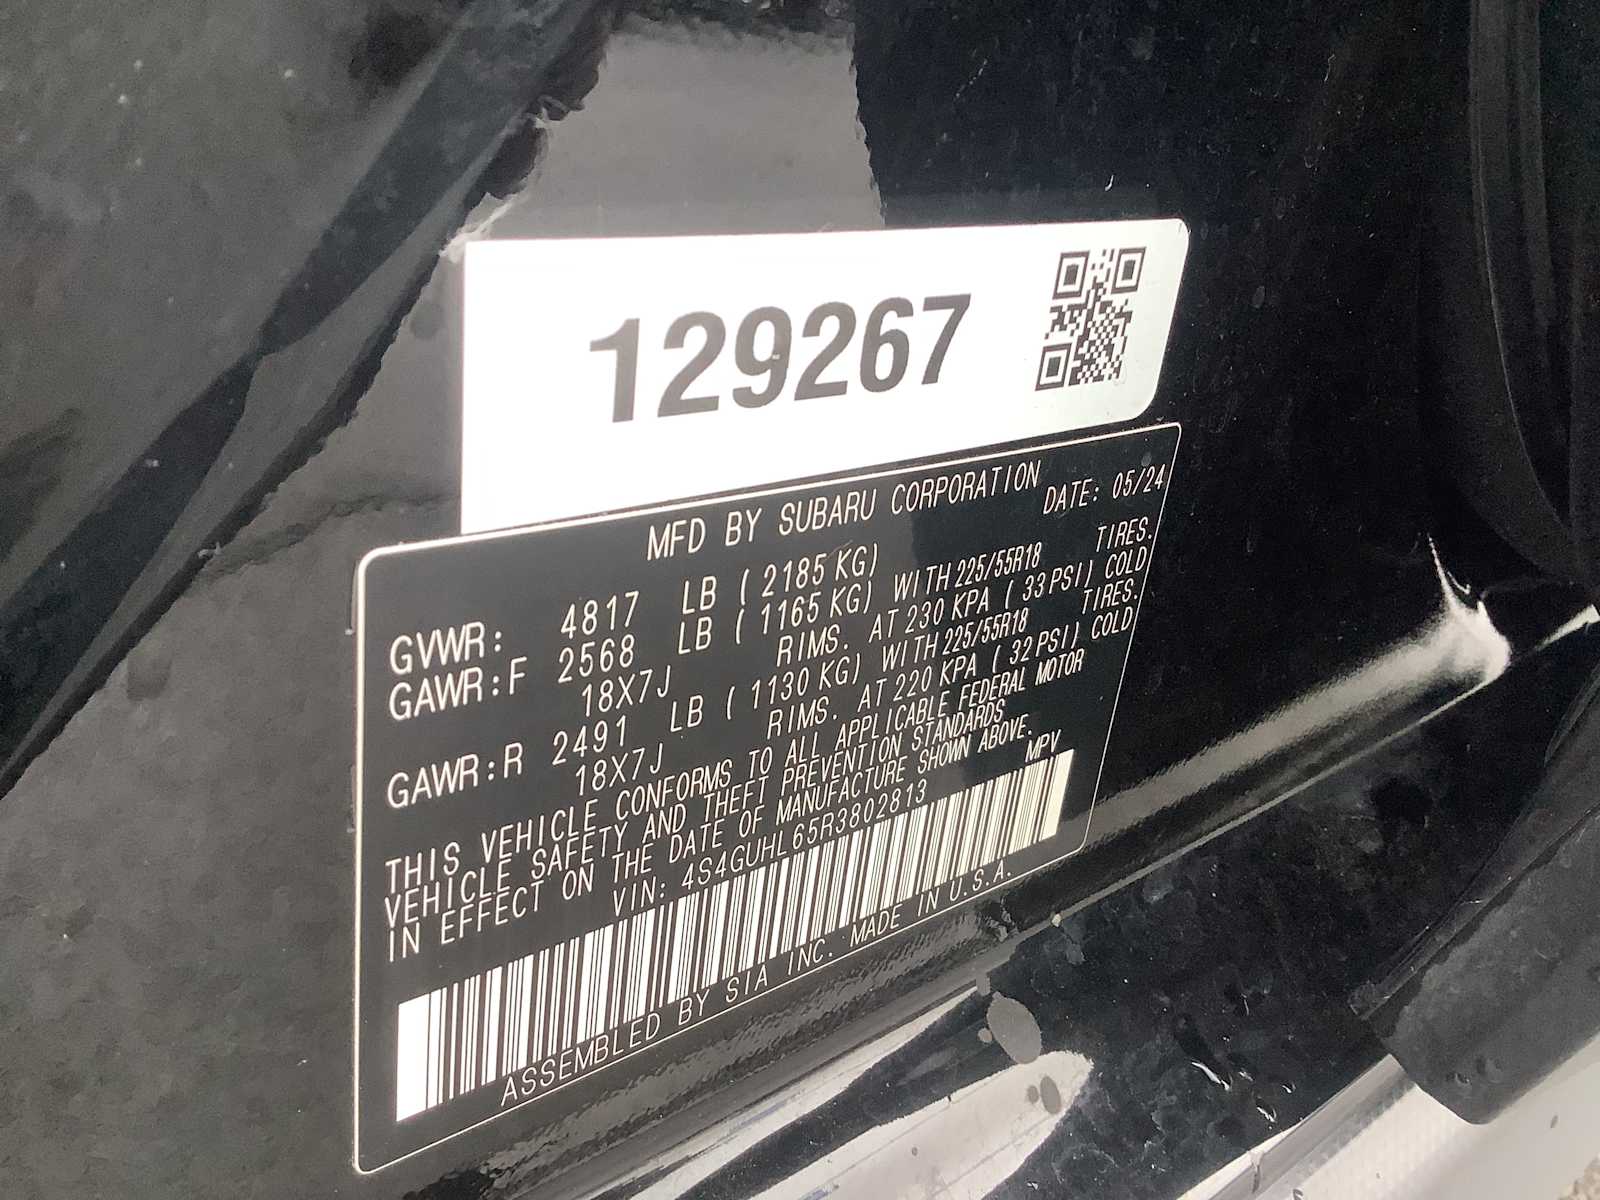 129267
MFD BY SUBARU CORPORATION
DATE: 05/24
GVWR: 4817 LB (2185 KG)
GAWR:F 2568 LB (1165 KG) WITH 225/55R18 TIRES.
18X7J RIMS. AT 230 KPA (33 PSI) COLD
GAWR:R 2491 LB (1130 KG) WITH 225/55R18 TIRES.
18X7J RIMS. AT 220 KPA (32 PSI) COLD
THIS VEHICLE CONFORMS TO ALL APPLICABLE FEDERAL MOTOR
VEHICLE SAFETY AND THEFT PREVENTION STANDARDS
IN EFFECT ON THE DATE OF MANUFACTURE SHOWN ABOVE.
VIN: 4S4GUHL65R3802813 MPV
ASSEMBLED BY SIA INC. MADE IN U.S.A.